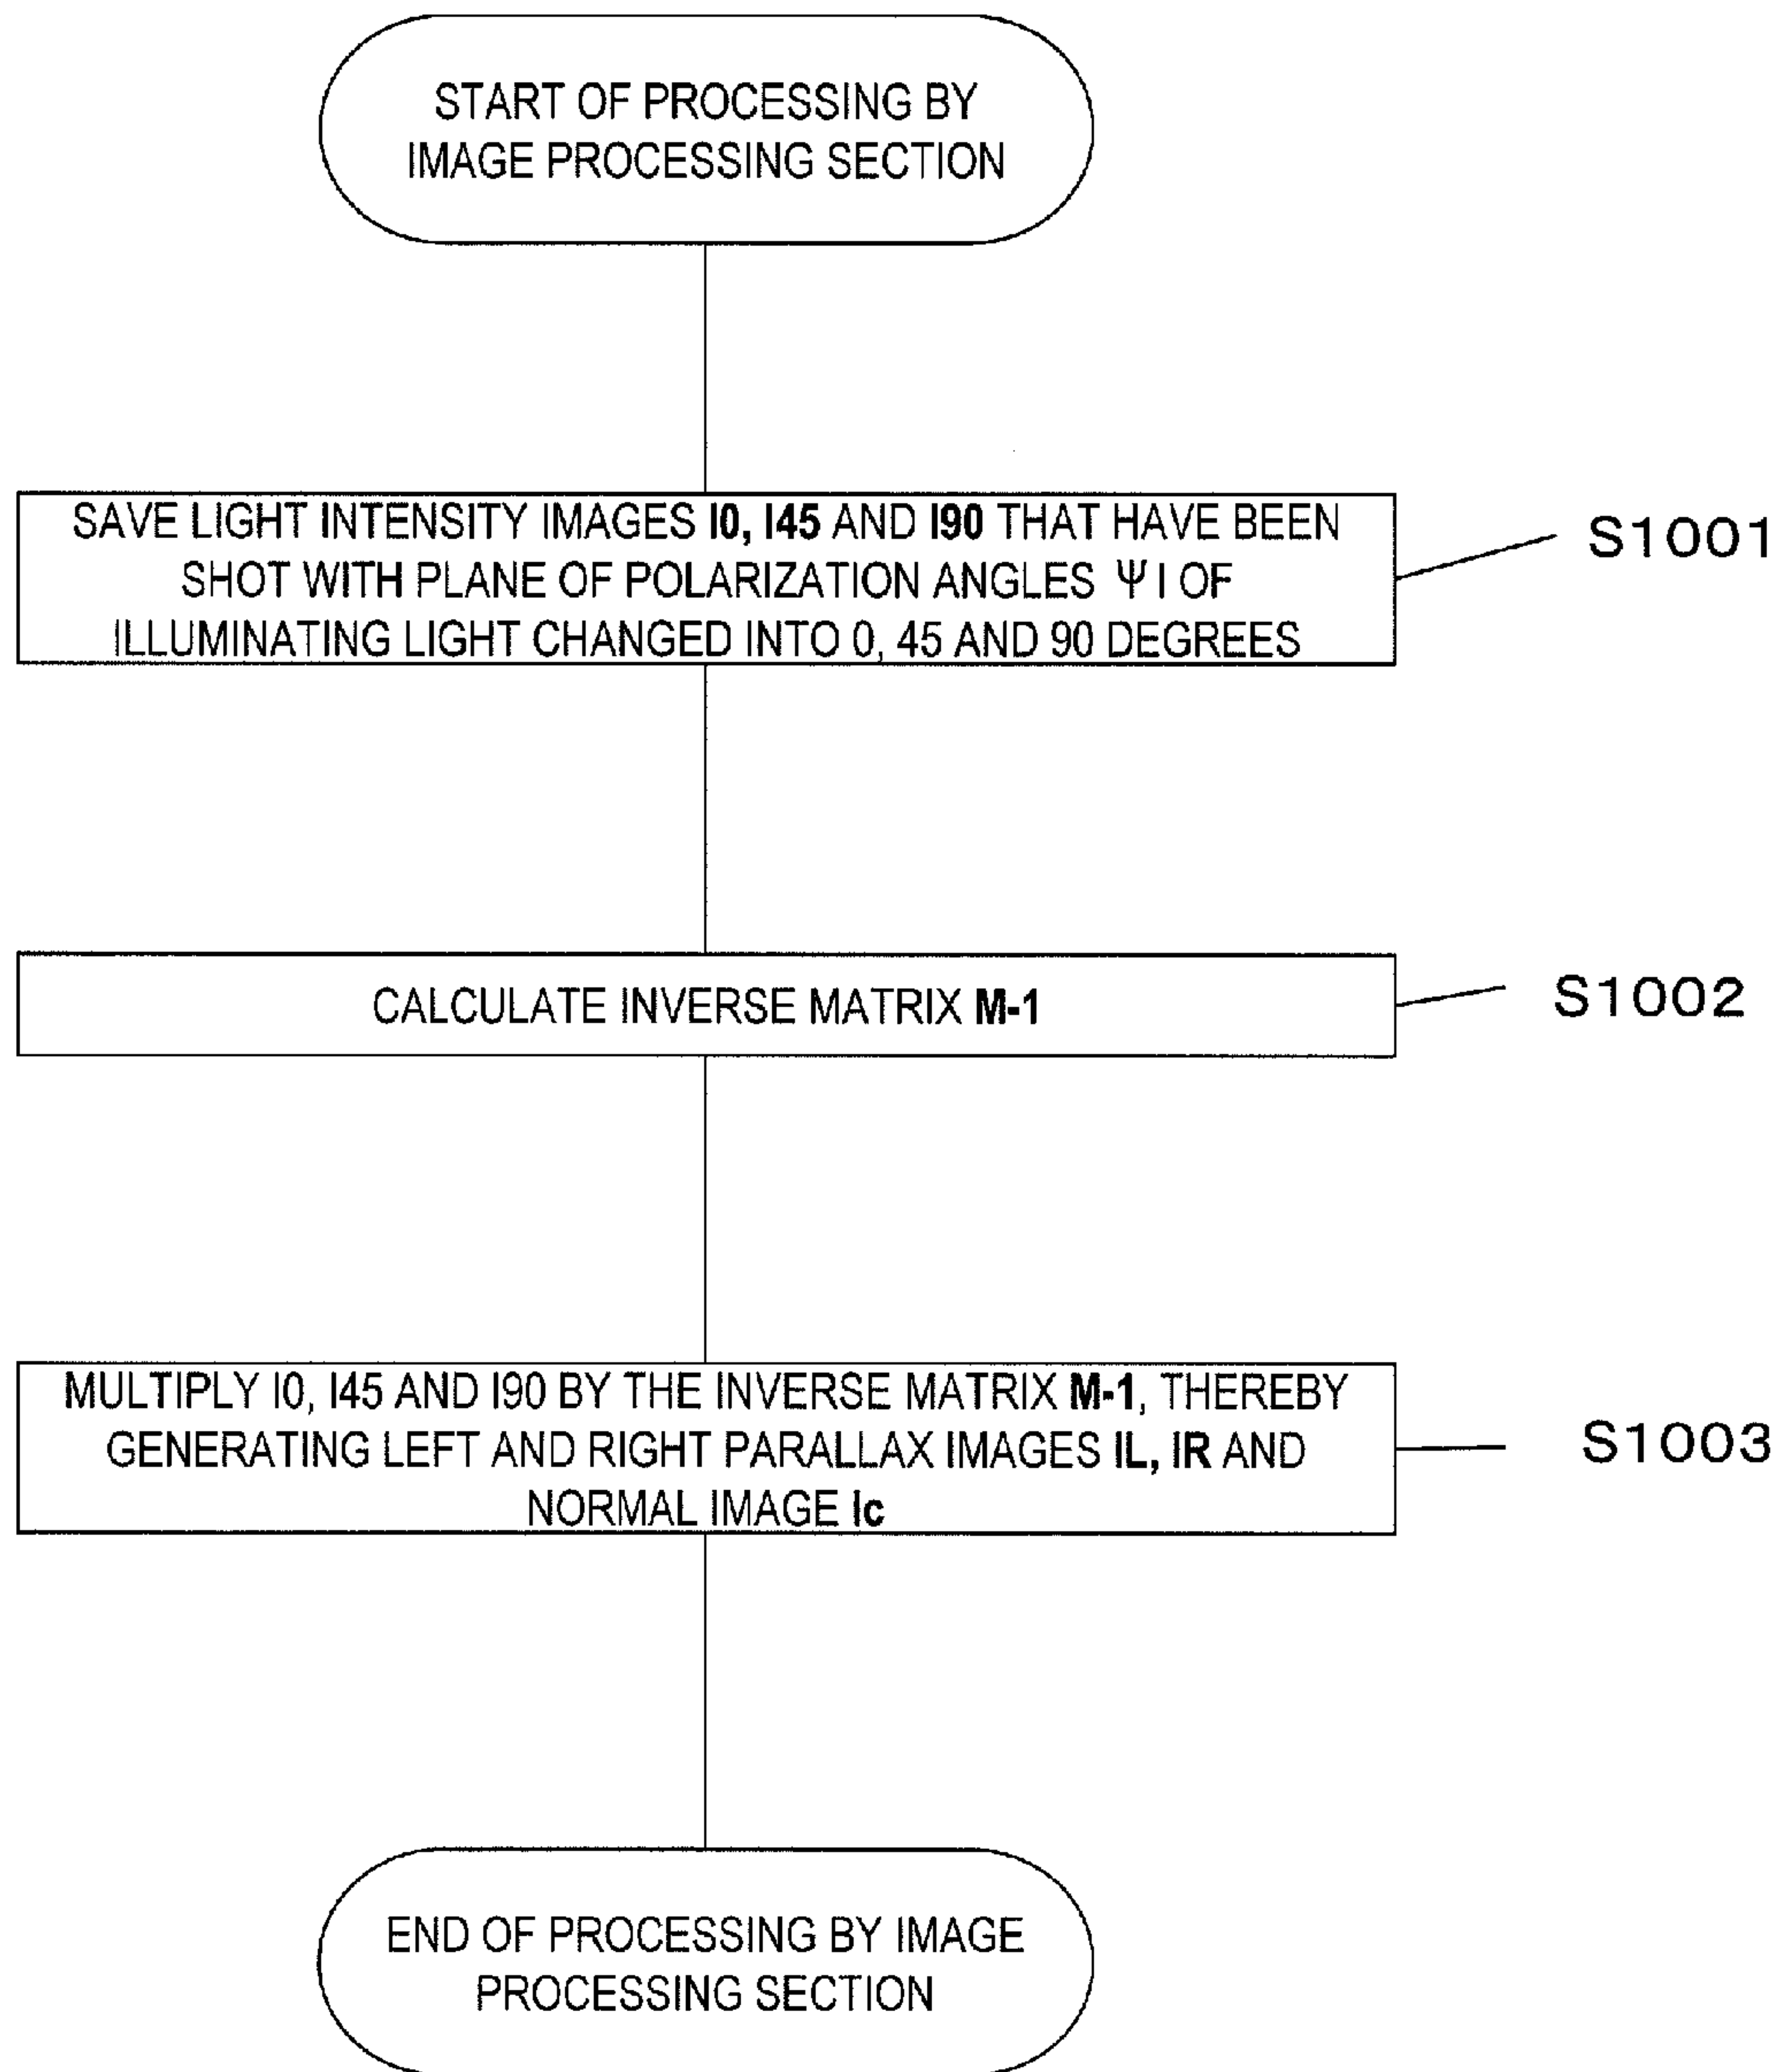 START OF PROCESSING BY
IMAGE PROCESSING SECTION
SAVE LIGHT INTENSITY IMAGES I0, I45 AND I90 THAT HAVE BEEN
SHOT WITH PLANE OF POLARIZATION ANGLES Ψ I OF
ILLUMINATING LIGHT CHANGED INTO 0, 45 AND 90 DEGREES
S1001
CALCULATE INVERSE MATRIX M-1
S1002
MULTIPLY I0, I45 AND I90 BY THE INVERSE MATRIX M-1, THEREBY
GENERATING LEFT AND RIGHT PARALLAX IMAGES IL, IR AND
NORMAL IMAGE Ic
S1003
END OF PROCESSING BY IMAGE
PROCESSING SECTION